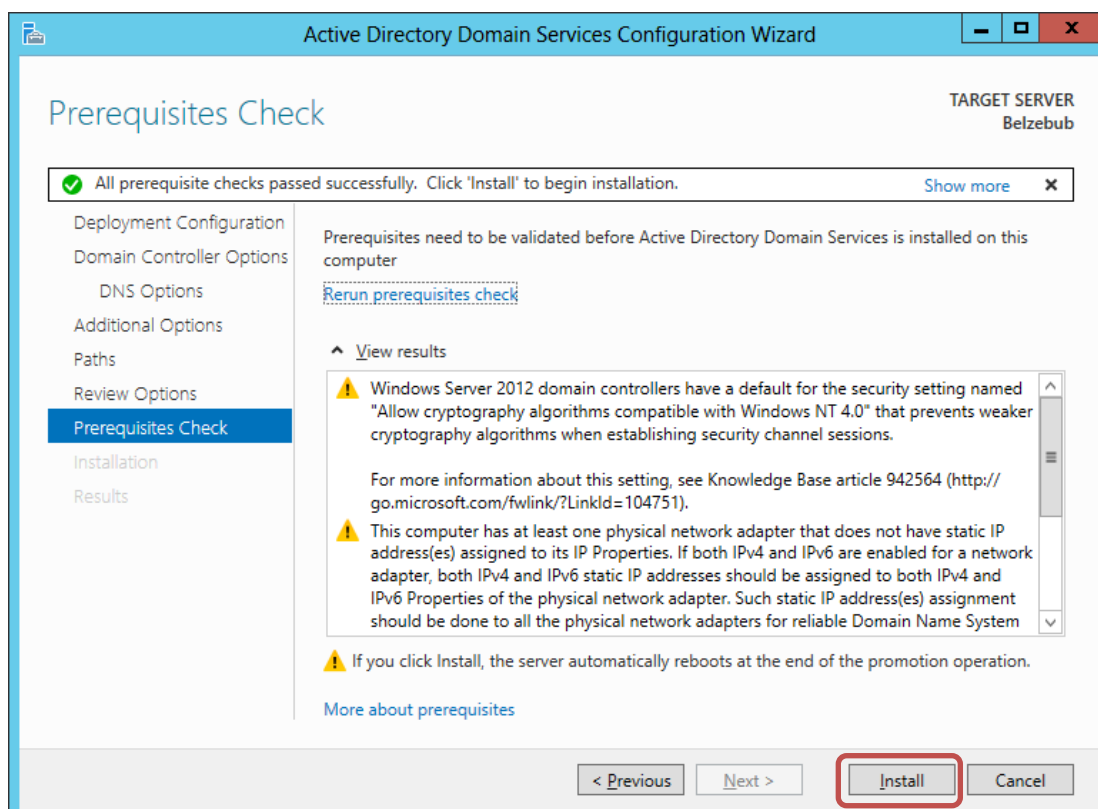 Active Directory Domain Services Configuration Wizard
Prerequisites Check
TARGET SERVER
Belzebub
All prerequisite checks passed successfully.  Click 'Install' to begin installation.
Show more
Deployment Configuration
Domain Controller Options
DNS Options
Additional Options
Paths
Review Options
Prerequisites Check
Installation
Results
Prerequisites need to be validated before Active Directory Domain Services is installed on this
computer
Rerun prerequisites check
View results
Windows Server 2012 domain controllers have a default for the security setting named
"Allow cryptography algorithms compatible with Windows NT 4.0" that prevents weaker
cryptography algorithms when establishing security channel sessions.
For more information about this setting, see Knowledge Base article 942564 (http://
go.microsoft.com/fwlink/?LinkId=104751).
This computer has at least one physical network adapter that does not have static IP
address(es) assigned to its IP Properties. If both IPv4 and IPv6 are enabled for a network
adapter, both IPv4 and IPv6 static IP addresses should be assigned to both IPv4 and
IPv6 Properties of the physical network adapter. Such static IP address(es) assignment
should be done to all the physical network adapters for reliable Domain Name System
If you click Install, the server automatically reboots at the end of the promotion operation.
More about prerequisites
< Previous
Next >
Install
Cancel